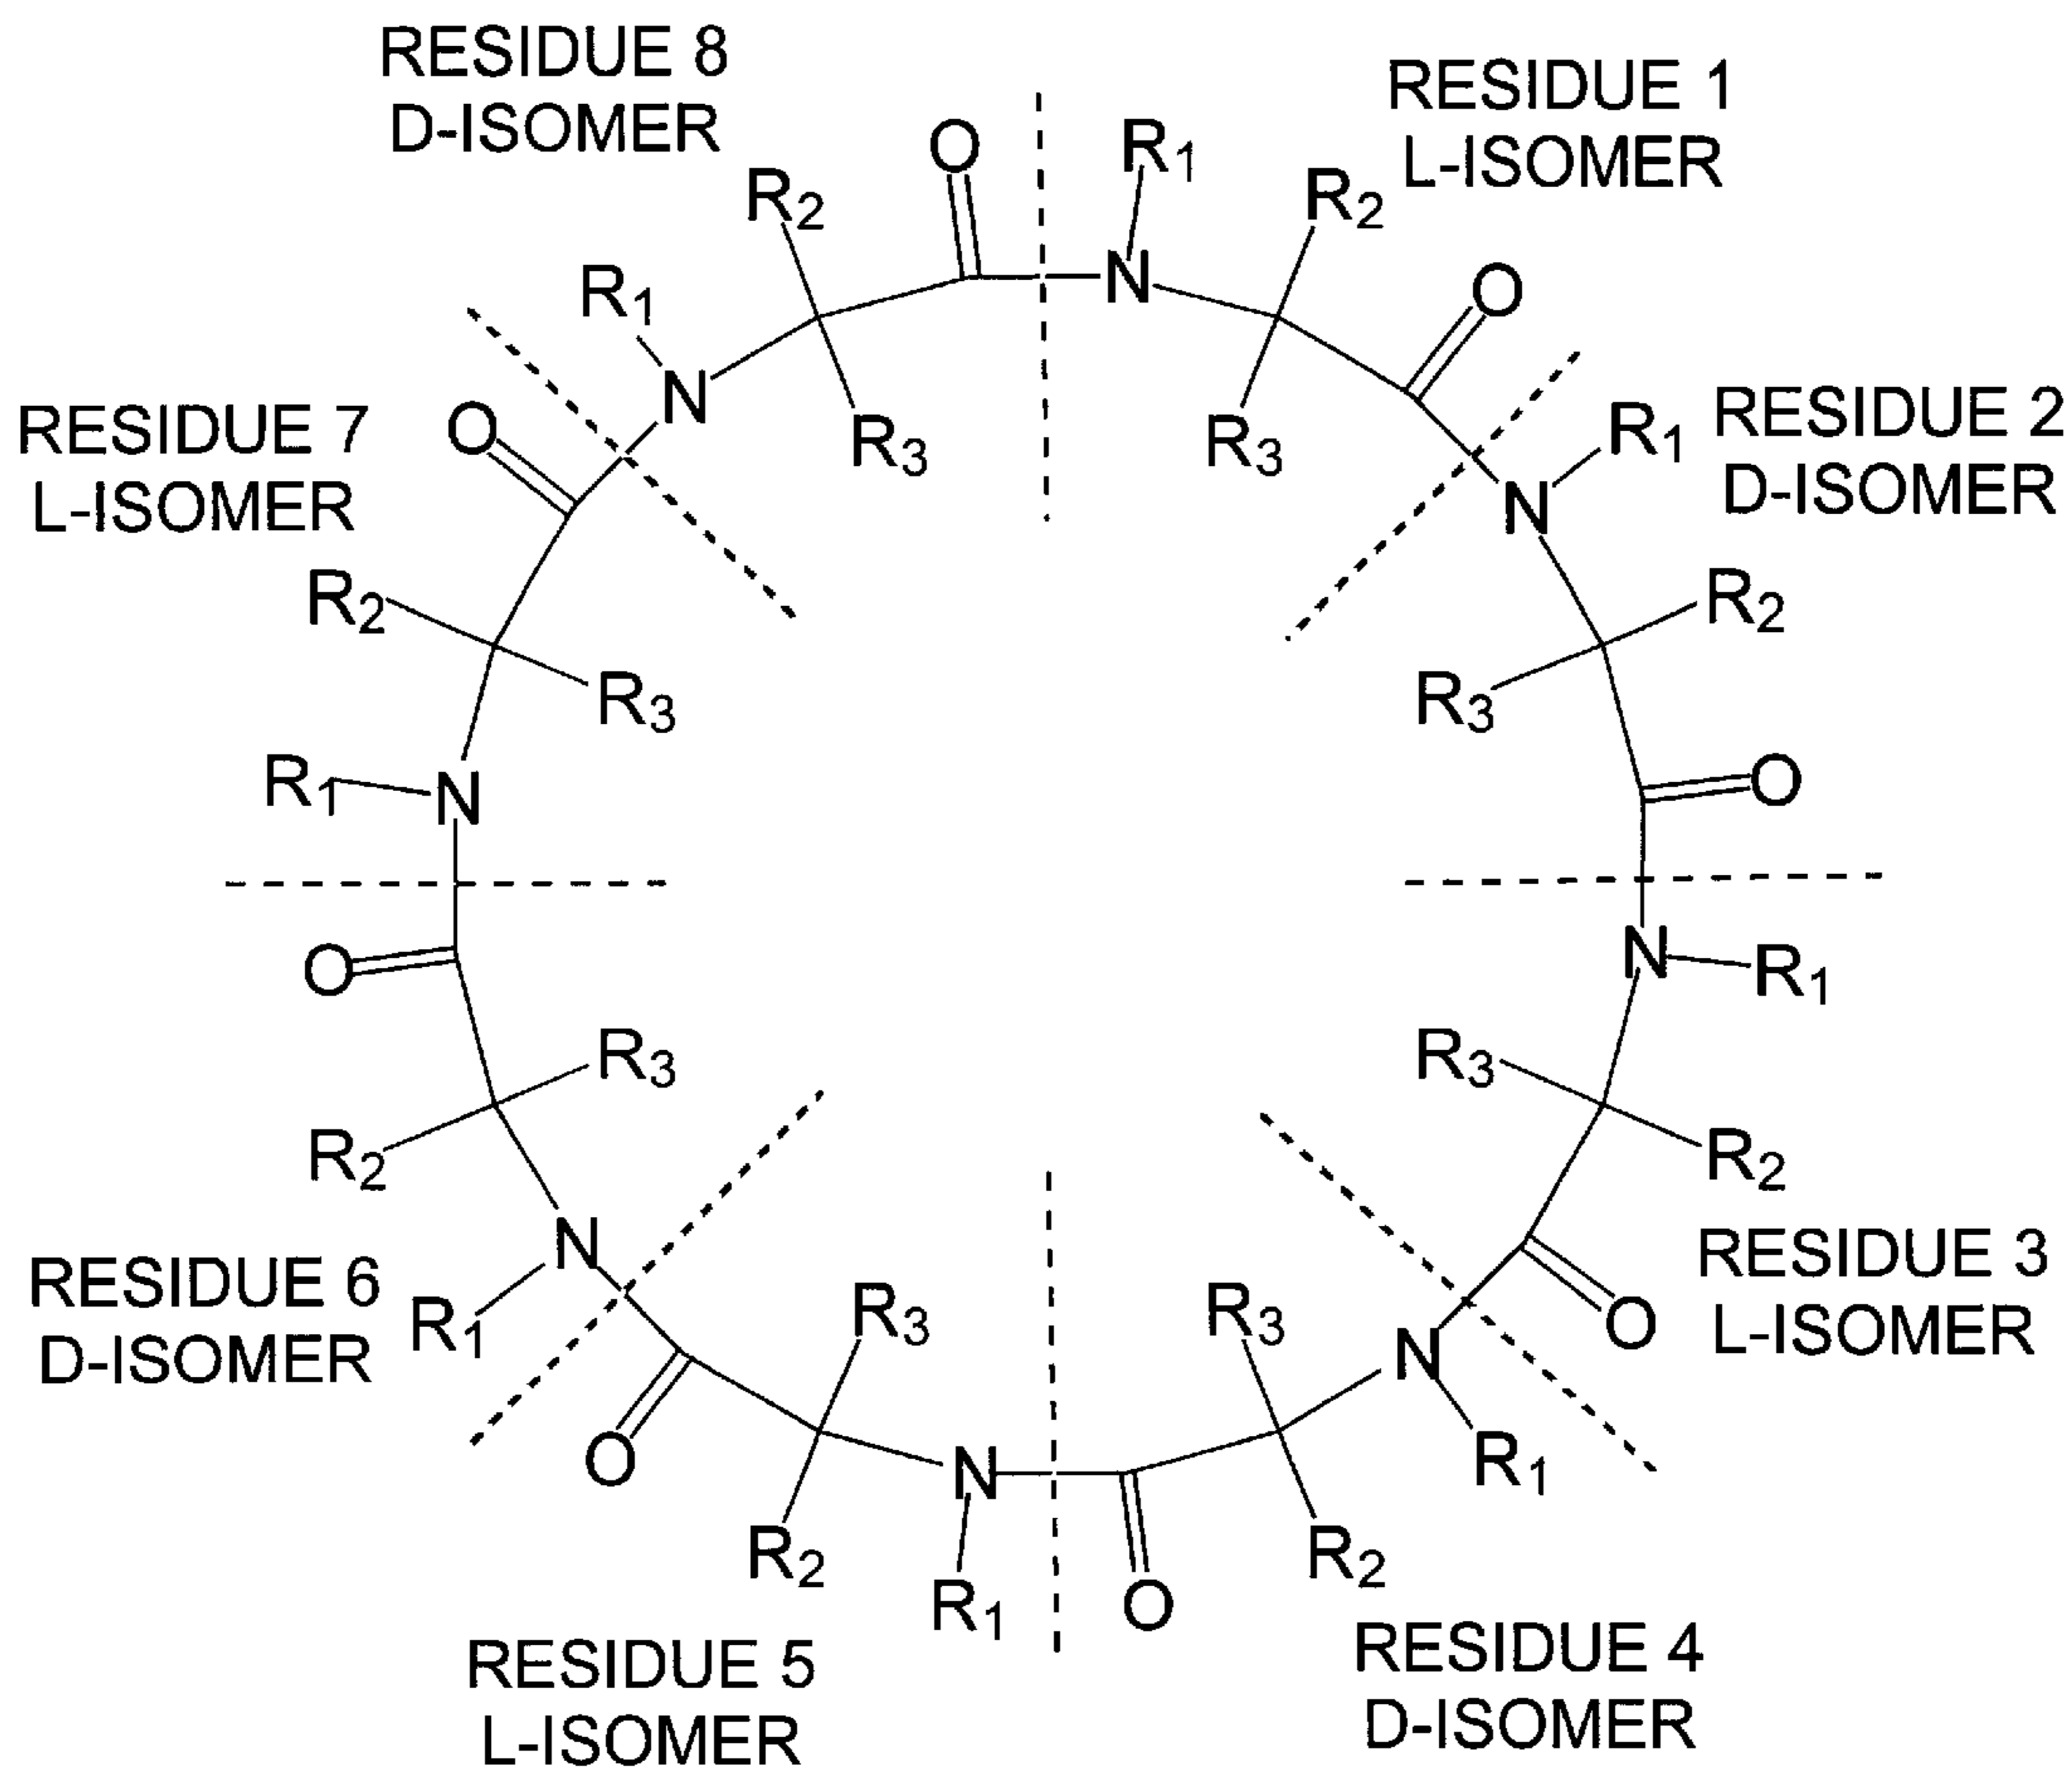 RESIDUE 8
D-ISOMER
RESIDUE 1
L-ISOMER
O
R1
R2
R2
R1
N
O
N
R3
R3
RESIDUE 7
L-ISOMER
O
R1
RESIDUE 2
D-ISOMER
N
R2
R2
R3
R3
R1
N
O
O
N
R1
R3
R3
R2
R2
RESIDUE 6
D-ISOMER
N
R1
RESIDUE 3
L-ISOMER
O
N
R3
R3
R1
O
N
R2
R2
R1
O
RESIDUE 5
L-ISOMER
RESIDUE 4
D-ISOMER